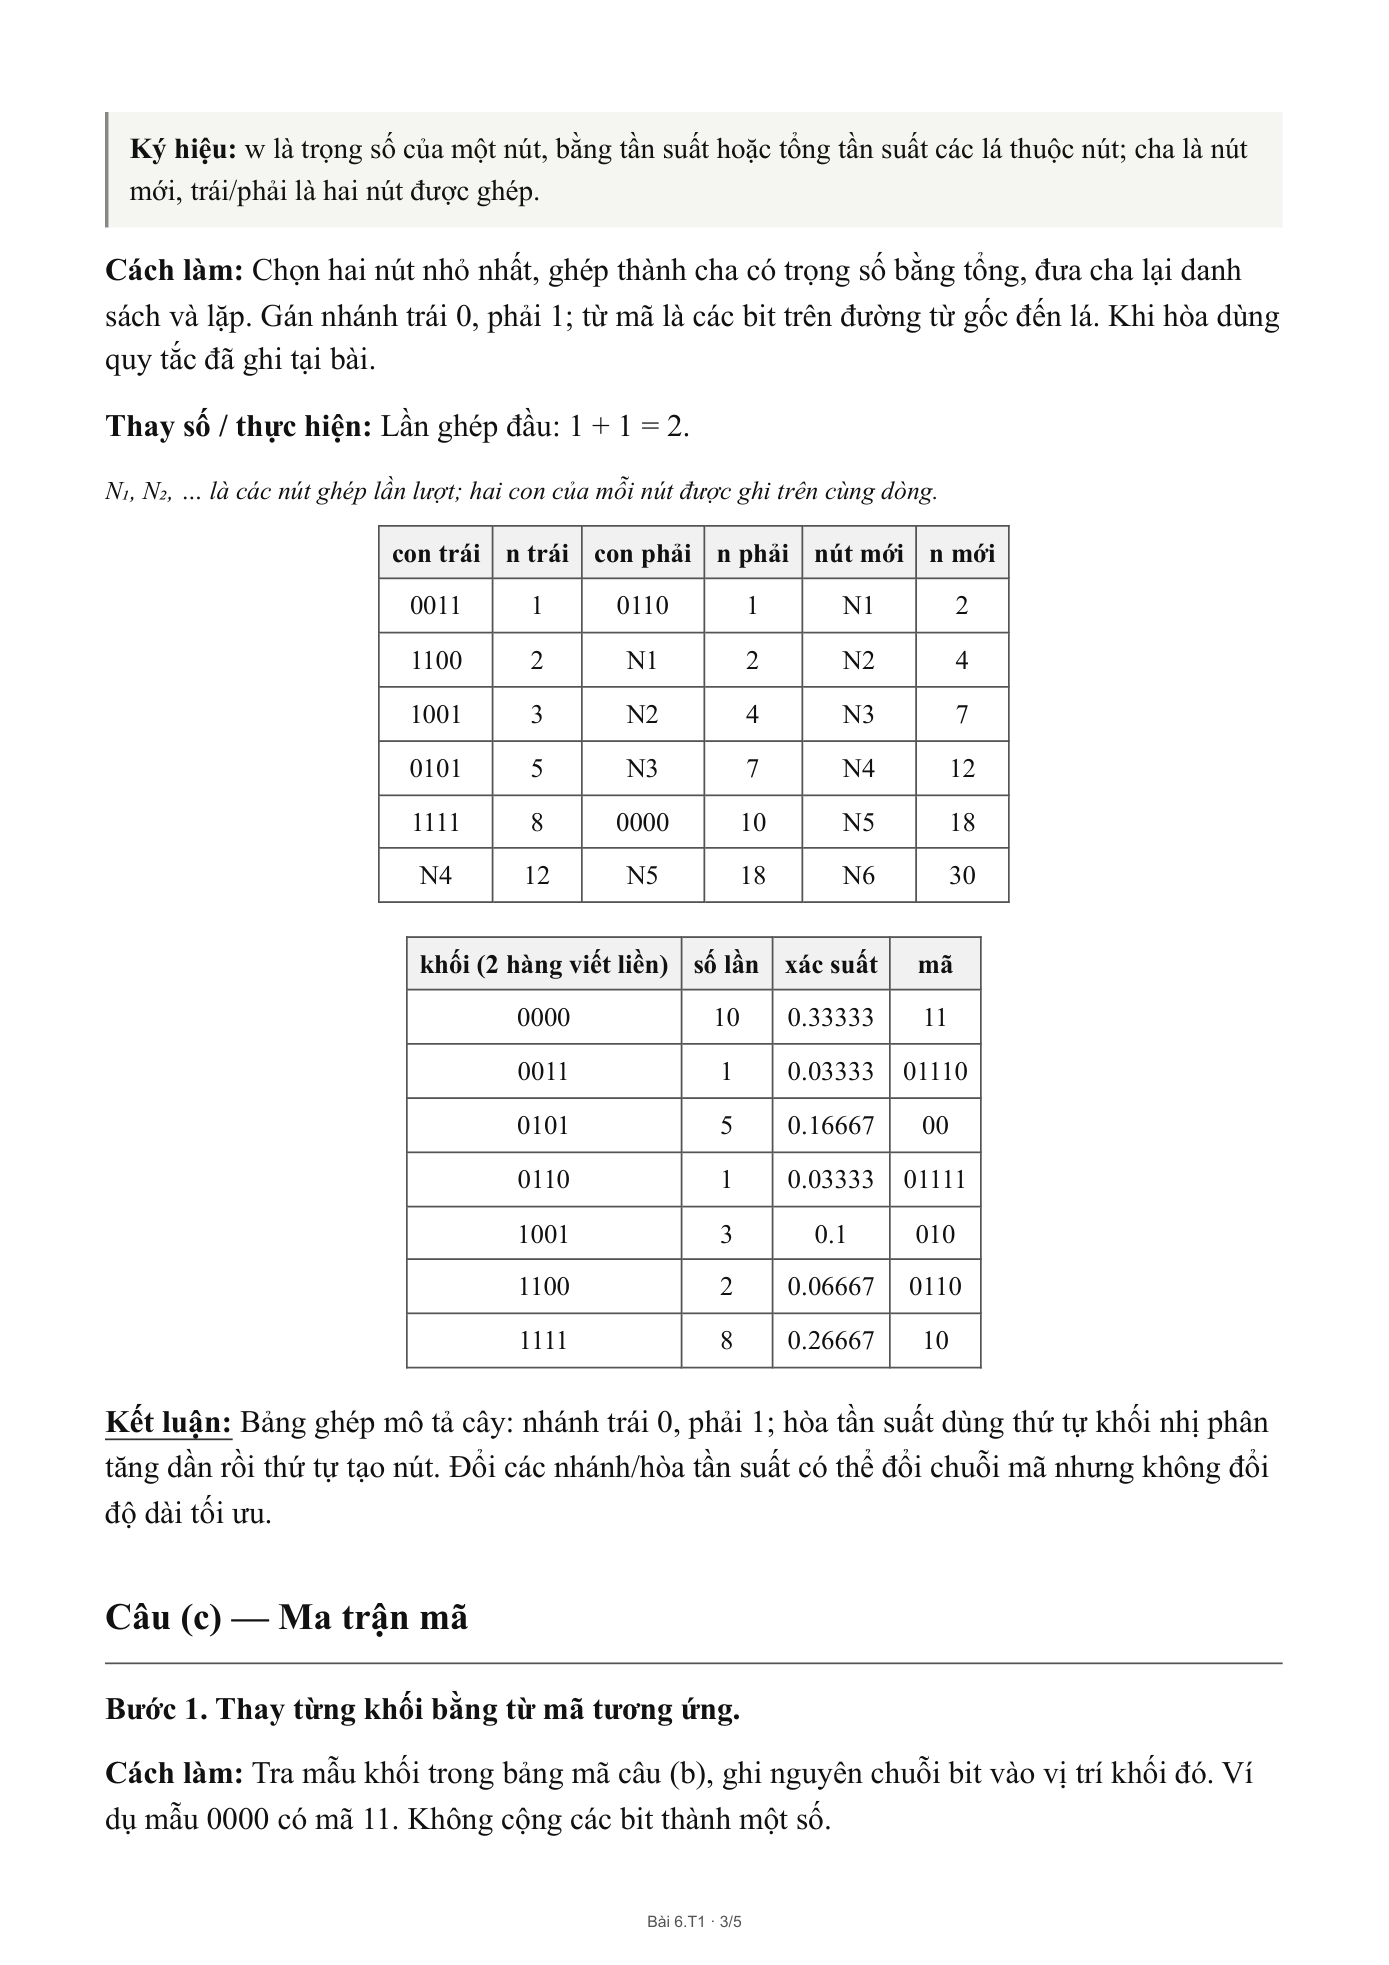 Ký hiệu: w là trọng số của một nút, bằng tần suất hoặc tổng tần suất các lá thuộc nút; cha là nút
mới, trái/phải là hai nút được ghép.
Cách làm: Chọn hai nút nhỏ nhất, ghép thành cha có trọng số bằng tổng, đưa cha lại danh
sách và lặp. Gán nhánh trái 0, phải 1; từ mã là các bit trên đường từ gốc đến lá. Khi hòa dùng
quy tắc đã ghi tại bài.
Thay số / thực hiện: Lần ghép đầu: 1 + 1 = 2.
N₁, N₂, … là các nút ghép lần lượt; hai con của mỗi nút được ghi trên cùng dòng.
con trái n trái con phải n phải nút mới n mới
0011 1 0110 1 N1 2
1100 2 N1 2 N2 4
1001 3 N2 4 N3 7
0101 5 N3 7 N4 12
1111 8 0000 10 N5 18
N4 12 N5 18 N6 30
khối (2 hàng viết liền) số lần xác suất mã
0000 10 0.33333 11
0011 1 0.03333 01110
0101 5 0.16667 00
0110 1 0.03333 01111
1001 3 0.1 010
1100 2 0.06667 0110
1111 8 0.26667 10
Kết luận: Bảng ghép mô tả cây: nhánh trái 0, phải 1; hòa tần suất dùng thứ tự khối nhị phân
tăng dần rồi thứ tự tạo nút. Đổi các nhánh/hòa tần suất có thể đổi chuỗi mã nhưng không đổi
độ dài tối ưu.
Câu (c) — Ma trận mã
Bước 1. Thay từng khối bằng từ mã tương ứng.
Cách làm: Tra mẫu khối trong bảng mã câu (b), ghi nguyên chuỗi bit vào vị trí khối đó. Ví
dụ mẫu 0000 có mã 11. Không cộng các bit thành một số.
Bài 6.T1 · 3/5